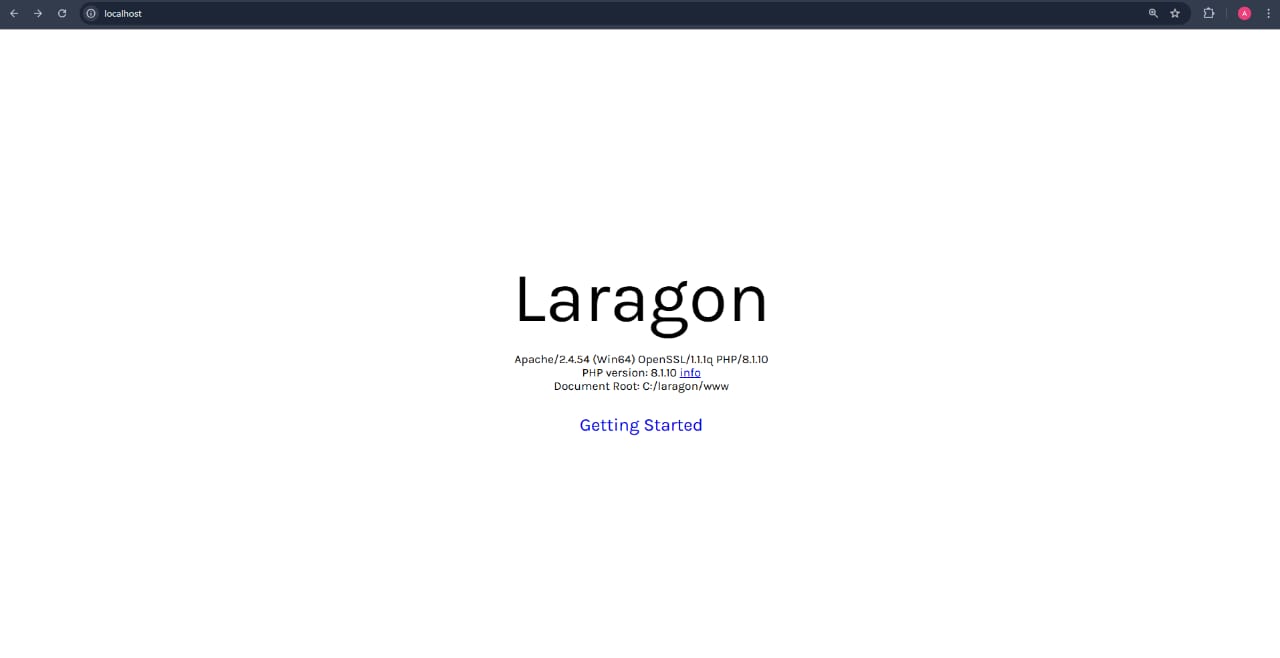 localhost
A
Laragon
Apache/2.4.54 (Win64) OpenSSL/1.1.1q PHP/8.1.10
PHP version: 8.1.10 info
Document Root: C:/laragon/www
Getting Started